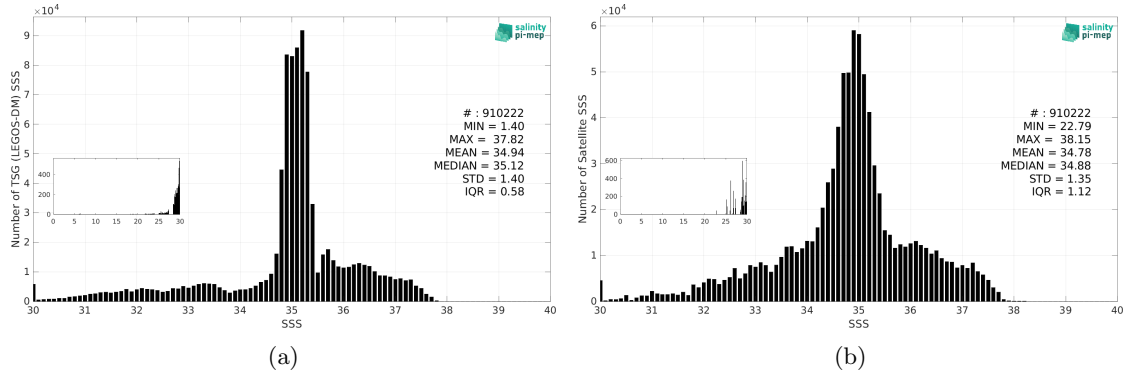 ×10⁴
9
8
7
6
5
4
3
2
1
0
Number of TSG (LEGOS-DM) SSS
salinity
pi-mep
# : 910222
MIN = 1.40
MAX = 37.82
MEAN = 34.94
MEDIAN = 35.12
STD = 1.40
IQR = 0.58
400
200
0
0 5 10 15 20 25 30
30 31 32 33 34 35 36 37 38 39 40
SSS
(a)
×10⁴
6
5
4
3
2
1
0
Number of Satellite SSS
salinity
pi-mep
# : 910222
MIN = 22.79
MAX = 38.15
MEAN = 34.78
MEDIAN = 34.88
STD = 1.35
IQR = 1.12
600
400
200
0
0 5 10 15 20 25 30
30 31 32 33 34 35 36 37 38 39 40
SSS
(b)